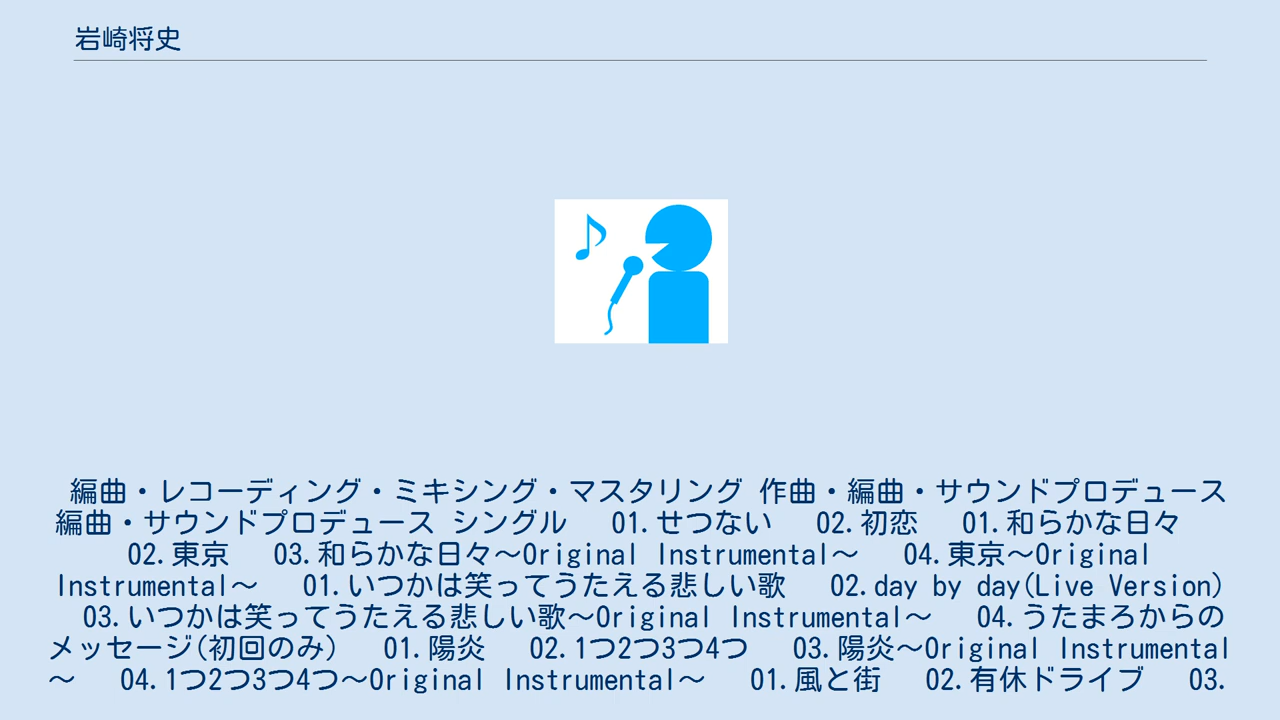 岩崎将史
編曲・レコーディング・ミキシング・マスタリング 作曲・編曲・サウンドプロデュース
編曲・サウンドプロデュース シングル 01.せつない 02.初恋 01.和らかな日々
02.東京 03.和らかな日々～Original Instrumental～ 04.東京～Original
Instrumental～ 01.いつかは笑ってうたえる悲しい歌 02.day by day(Live Version)
03.いつかは笑ってうたえる悲しい歌～Original Instrumental～ 04.うたまろからの
メッセージ(初回のみ) 01.陽炎 02.1つ2つ3つ4つ 03.陽炎～Original Instrumental
～ 04.1つ2つ3つ4つ～Original Instrumental～ 01.風と街 02.有休ドライブ 03.